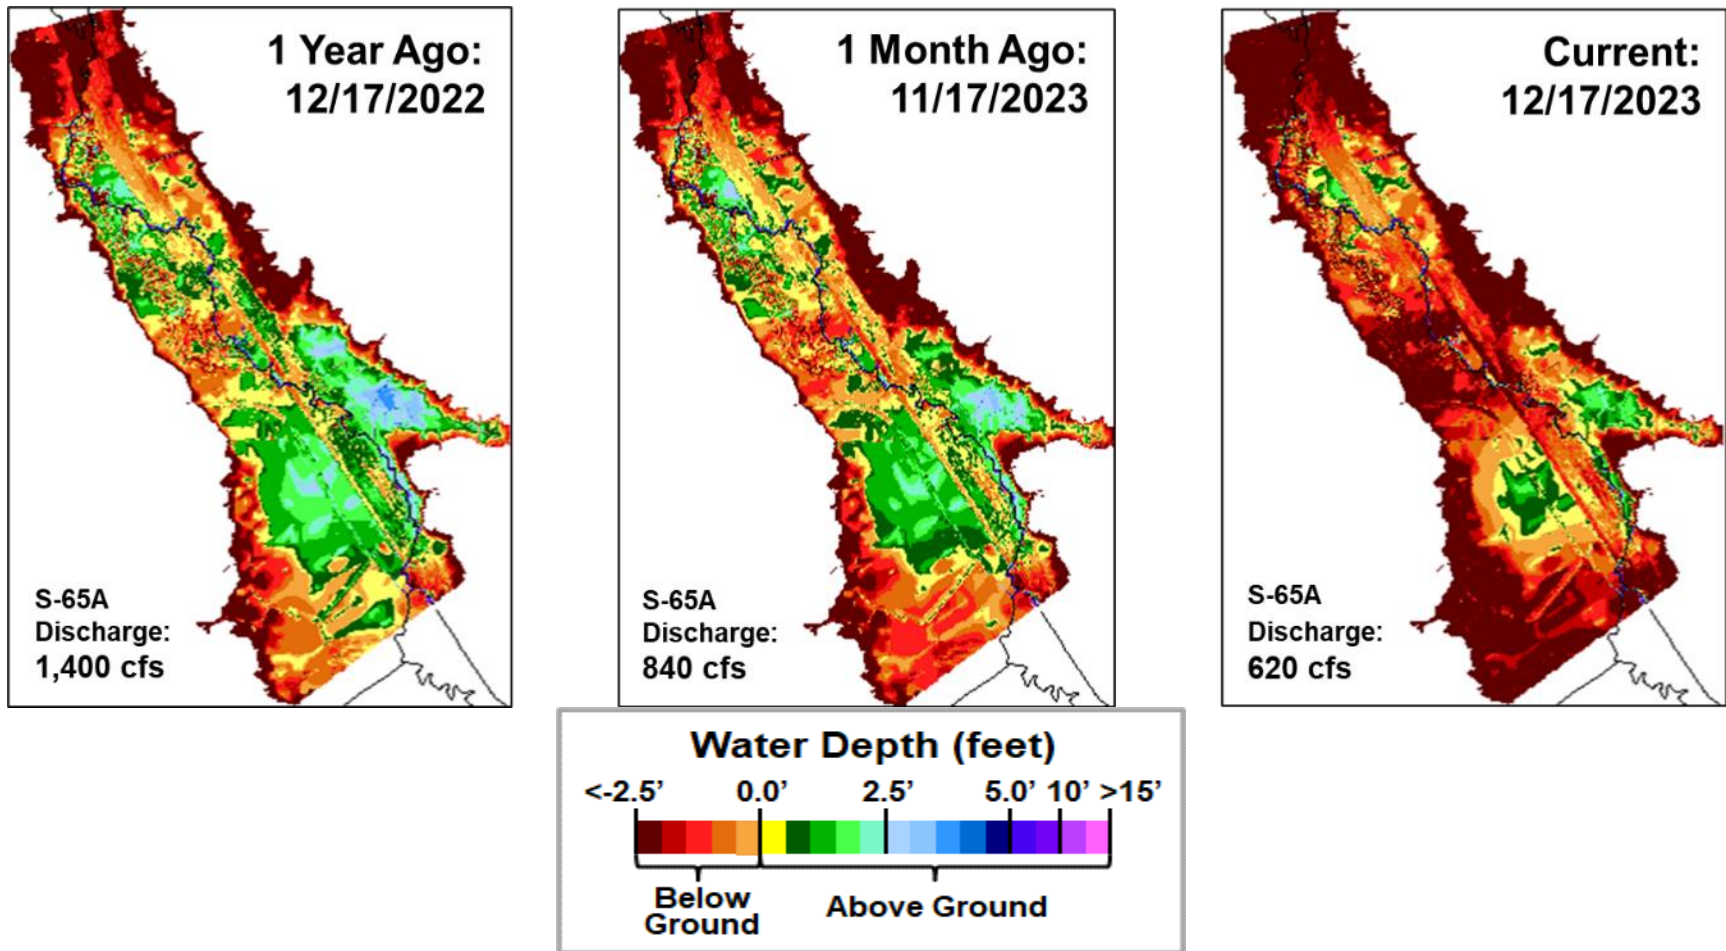 1 Year Ago:
12/17/2022
S-65A
Discharge:
1,400 cfs
1 Month Ago:
11/17/2023
S-65A
Discharge:
840 cfs
Current:
12/17/2023
S-65A
Discharge:
620 cfs
Water Depth (feet)
<-2.5’ 0.0’ 2.5’ 5.0’ 10’ >15’
Below
Ground
Above Ground